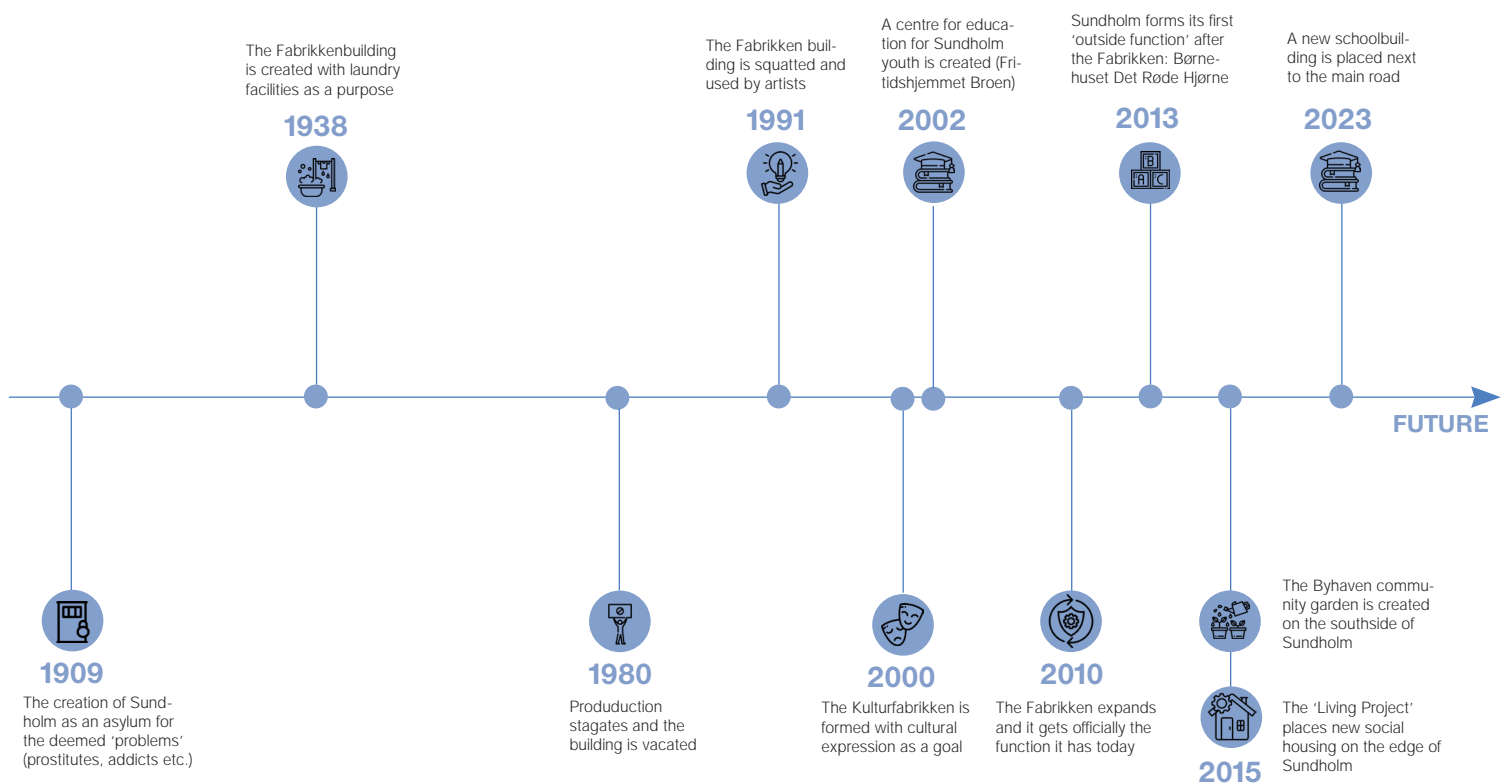 The Fabrikkenbuilding
is created with laundry
facilities as a purpose
1938
The Fabrikken buil-
ding is squatted and
used by artists
1991
A centre for educa-
tion for Sundholm
youth is created (Fri-
tidshjemmet Broen)
2002
Sundholm forms its first
‘outside function’ after
the Fabrikken: Børne-
huset Det Røde Hjørne
2013
B
A C
A new schoolbuil-
ding is placed next
to the main road
2023
FUTURE
1909
The creation of Sund-
holm as an asylum for
the deemed ‘problems’
(prostitutes, addicts etc.)
1980
Produduction
stagates and the
building is vacated
2000
The Kulturfabrikken is
formed with cultural
expression as a goal
2010
The Fabrikken expands
and it gets officially the
function it has today
The Byhaven commu-
nity garden is created
on the southside of
Sundholm
The ‘Living Project’
places new social
housing on the edge of
Sundholm
2015